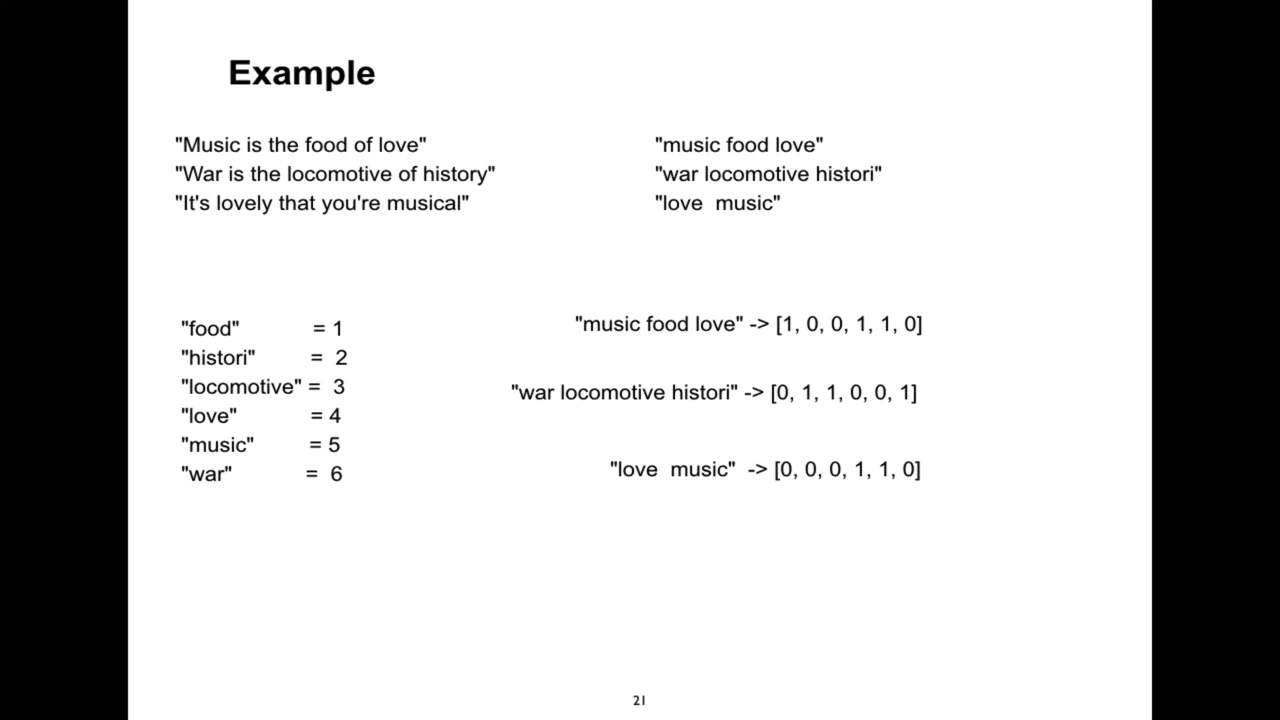 Example
"Music is the food of love"
"War is the locomotive of history"
"It's lovely that you're musical"
"music food love"
"war locomotive histori"
"love  music"
"food" = 1
"histori" = 2
"locomotive" = 3
"love" = 4
"music" = 5
"war" = 6
"music food love" -> [1, 0, 0, 1, 1, 0]
"war locomotive histori" -> [0, 1, 1, 0, 0, 1]
"love  music"  -> [0, 0, 0, 1, 1, 0]
21